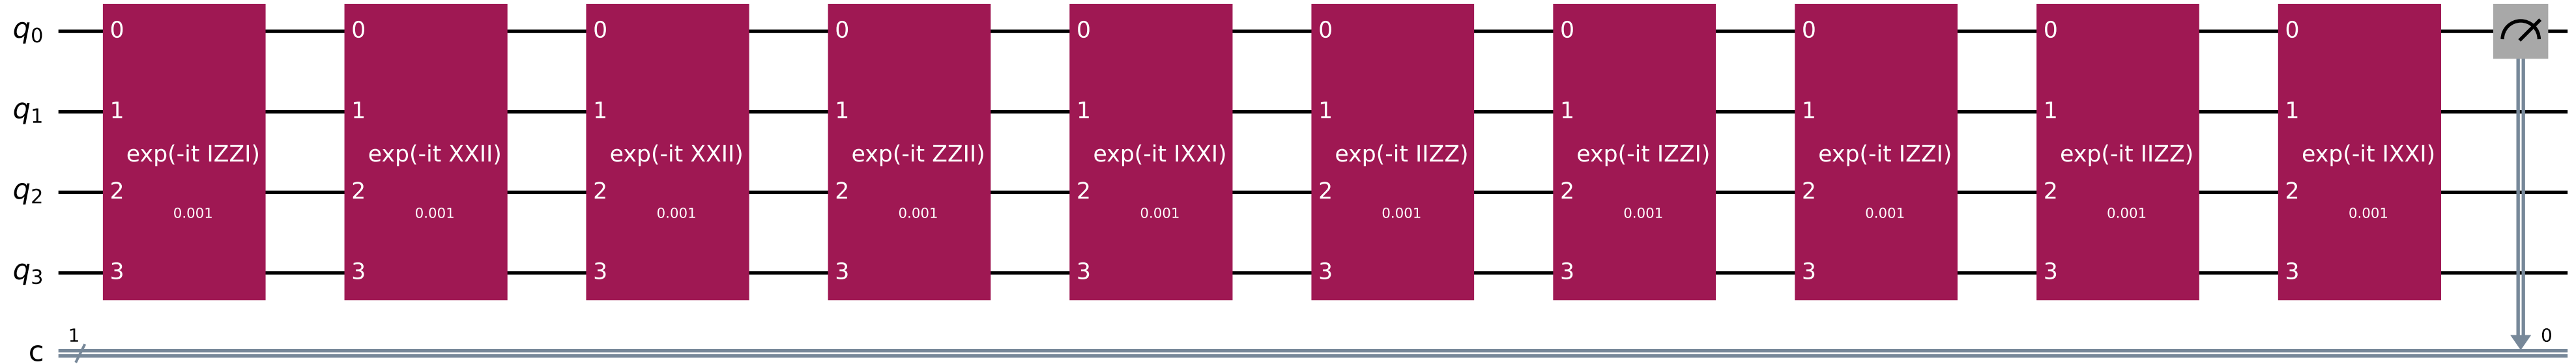 q0 0 0 0 0 0 0 0 0 0 0
q1 1 1 1 1 1 1 1 1 1 1
exp(-it IZZI) exp(-it XXII) exp(-it XXII) exp(-it ZZII) exp(-it IXXI) exp(-it IIZZ) exp(-it IZZI) exp(-it IZZI) exp(-it IIZZ) exp(-it IXXI)
q2 2 2 2 2 2 2 2 2 2 2
0.001 0.001 0.001 0.001 0.001 0.001 0.001 0.001 0.001 0.001
q3 3 3 3 3 3 3 3 3 3 3
1 0
c